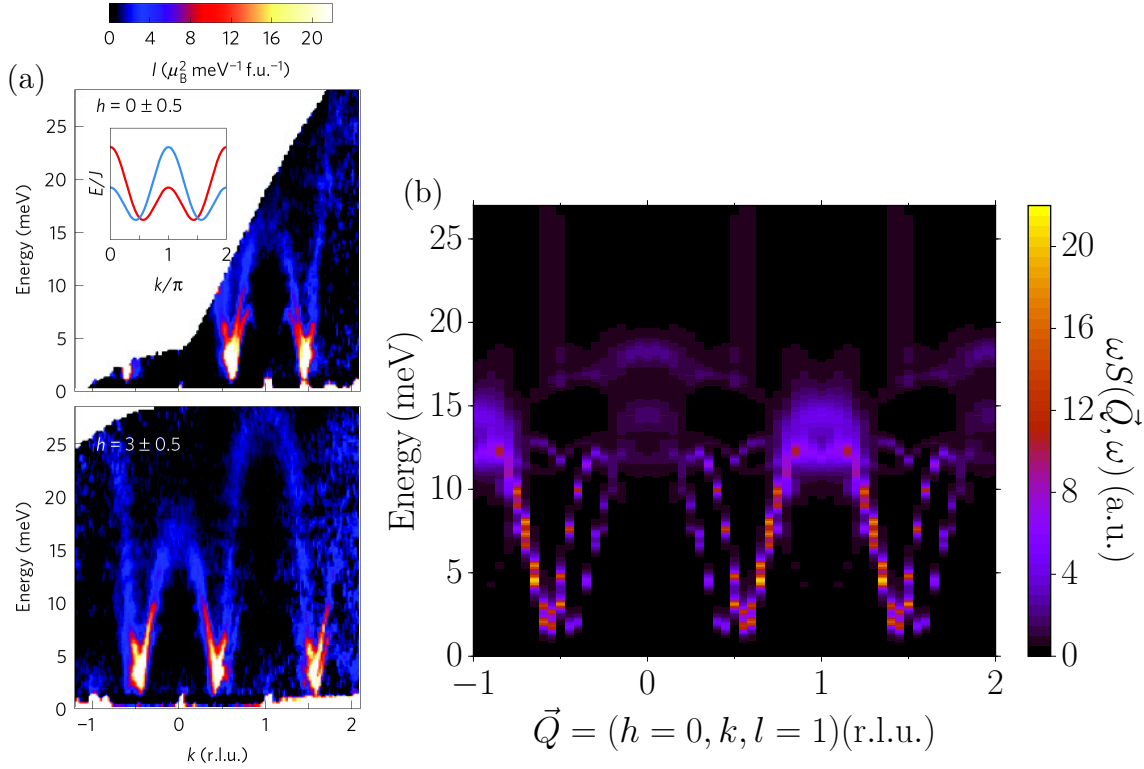 0 4 8 12 16 20
I (μ_B^2 meV⁻¹ f.u.⁻¹)
(a)
h = 0 ± 0.5
25
20
15
10
5
0
Energy (meV)
E/J
0 1 2
k/π
h = 3 ± 0.5
25
20
15
10
5
0
Energy (meV)
−1 0 1 2
k (r.l.u.)
(b)
25
20
15
10
5
0
Energy (meV)
−1 0 1 2
Q⃗ = (h = 0, k, l = 1)(r.l.u.)
20
16
12
8
4
0
ωS(Q⃗, ω) (a.u.)